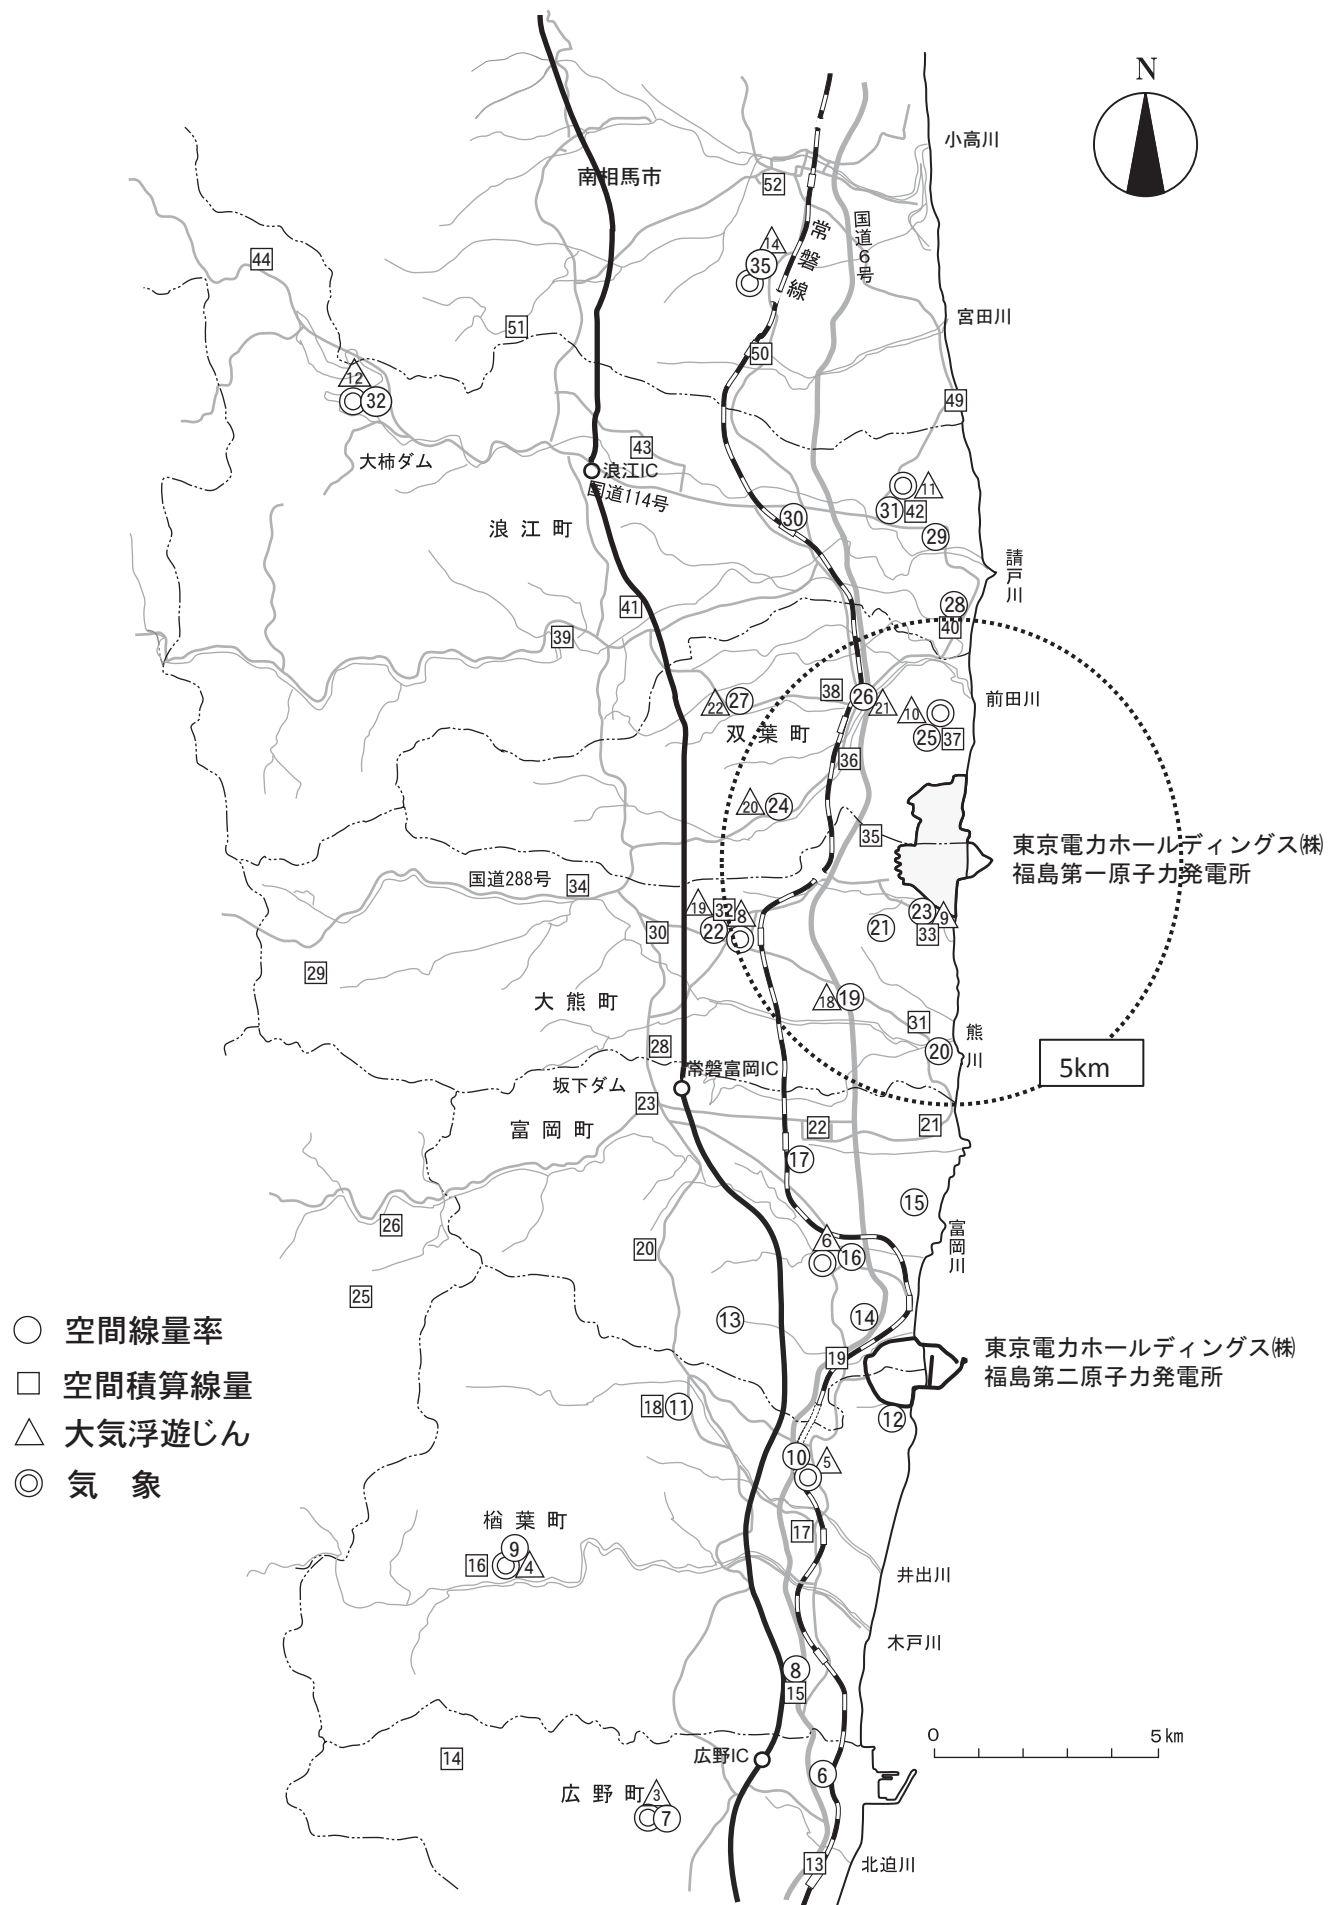 N
小高川
南相馬市
52
国道6号
常磐線
14
35
44
宮田川
51
50
12
32
49
43
大柿ダム
浪江IC
国道114号
11
31
42
30
29
浪江町
請戸川
28
41
40
39
38
26
前田川
22
27
21
10
双葉町
25
37
36
20
24
35
東京電力ホールディングス㈱
福島第一原子力発電所
国道288号
34
19
32
8
23
9
22
21
33
30
29
大熊町
18
19
31
熊川
20
28
常磐富岡IC
5km
坂下ダム
23
22
21
富岡町
17
15
26
富岡川
20
6
16
25
13
14
○ 空間線量率
19
東京電力ホールディングス㈱
福島第二原子力発電所
□ 空間積算線量
18
11
12
△ 大気浮遊じん
10
5
◎ 気 象
楢葉町
17
9
16
4
井出川
木戸川
8
15
0
5km
14
広野IC
6
広野町
3
7
13
北迫川